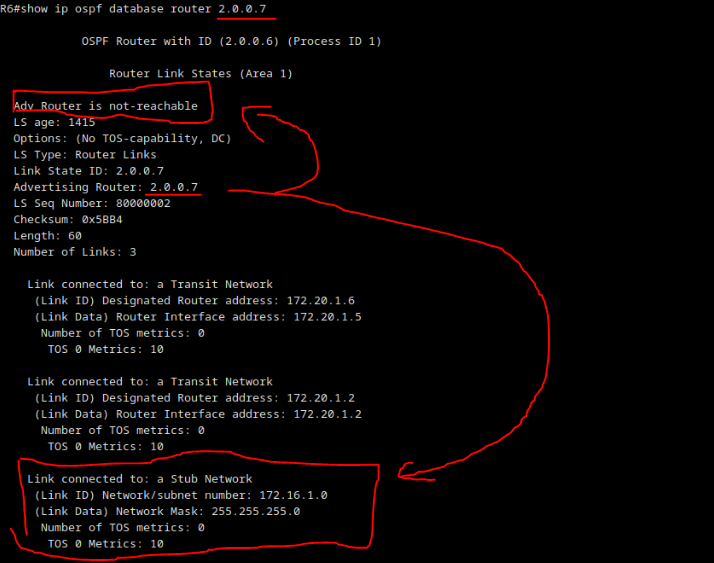 R6#show ip ospf database router 2.0.0.7
OSPF Router with ID (2.0.0.6) (Process ID 1)
Router Link States (Area 1)
Adv Router is not-reachable
LS age: 1415
Options: (No TOS-capability, DC)
LS Type: Router Links
Link State ID: 2.0.0.7
Advertising Router: 2.0.0.7
LS Seq Number: 80000002
Checksum: 0x5BB4
Length: 60
Number of Links: 3
Link connected to: a Transit Network
(Link ID) Designated Router address: 172.20.1.6
(Link Data) Router Interface address: 172.20.1.5
Number of TOS metrics: 0
TOS 0 Metrics: 10
Link connected to: a Transit Network
(Link ID) Designated Router address: 172.20.1.2
(Link Data) Router Interface address: 172.20.1.2
Number of TOS metrics: 0
TOS 0 Metrics: 10
Link connected to: a Stub Network
(Link ID) Network/subnet number: 172.16.1.0
(Link Data) Network Mask: 255.255.255.0
Number of TOS metrics: 0
TOS 0 Metrics: 10